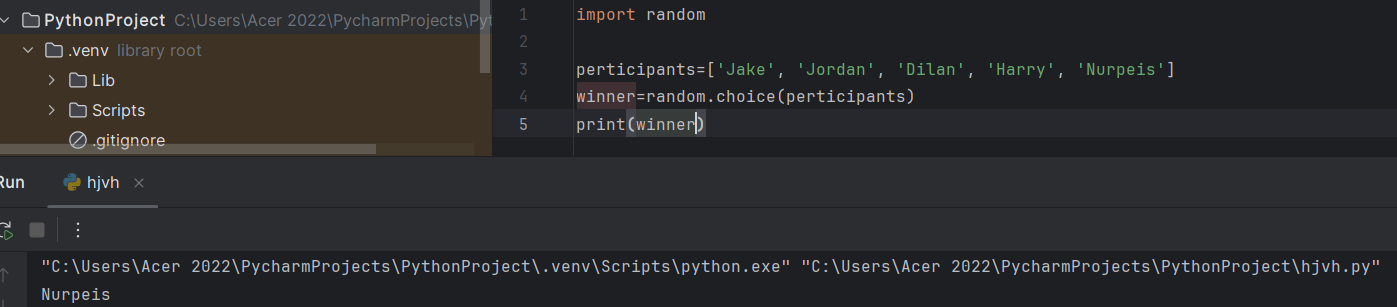 PythonProject C:\Users\Acer 2022\PycharmProjects\Pyt
.venv library root
Lib
Scripts
.gitignore
1 import random
2
3 perticipants=['Jake', 'Jordan', 'Dilan', 'Harry', 'Nurpeis']
4 winner=random.choice(perticipants)
5 print(winner)
Run hjvh
"C:\Users\Acer 2022\PycharmProjects\PythonProject\.venv\Scripts\python.exe" "C:\Users\Acer 2022\PycharmProjects\PythonProject\hjvh.py"
Nurpeis